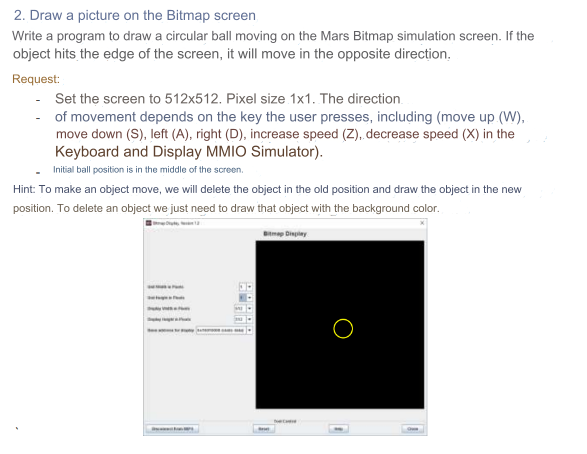 2. Draw a picture on the Bitmap screen
Write a program to draw a circular ball moving on the Mars Bitmap simulation screen. If the
object hits the edge of the screen, it will move in the opposite direction.
Request:
- Set the screen to 512x512. Pixel size 1x1. The direction
- of movement depends on the key the user presses, including (move up (W),
move down (S), left (A), right (D), increase speed (Z), decrease speed (X) in the
Keyboard and Display MMIO Simulator).
- Initial ball position is in the middle of the screen.
Hint: To make an object move, we will delete the object in the old position and draw the object in the new
position. To delete an object we just need to draw that object with the background color.
Bitmap Display, Version 1.0
Bitmap Display
Unit Width in Pixels 1
Unit Height in Pixels
Display Width in Pixels 512
Display Height in Pixels 512
Base address for display
Tool Control
Disconnect from MIPS Reset Help Close